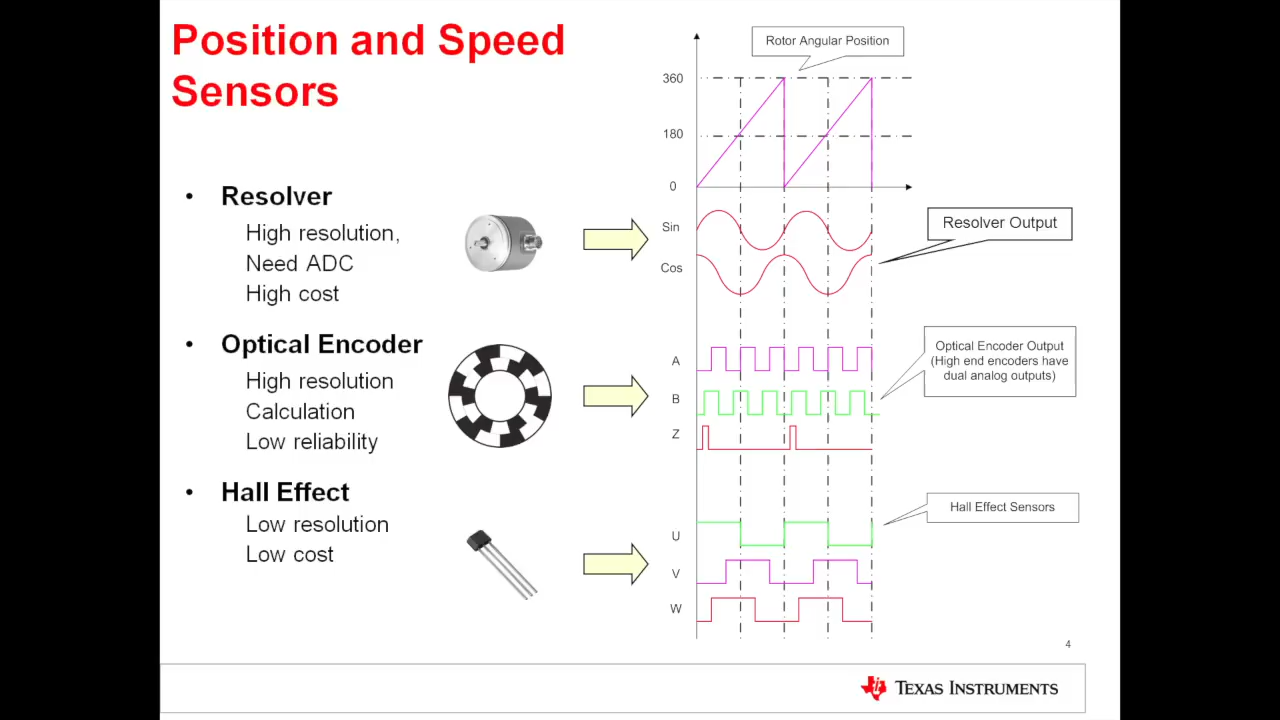 Position and Speed
Sensors
• Resolver
High resolution,
Need ADC
High cost
• Optical Encoder
High resolution
Calculation
Low reliability
• Hall Effect
Low resolution
Low cost
Rotor Angular Position
360
180
0
Sin
Cos
Resolver Output
A
B
Z
Optical Encoder Output
(High end encoders have
dual analog outputs)
Hall Effect Sensors
U
V
W
4
TEXAS INSTRUMENTS